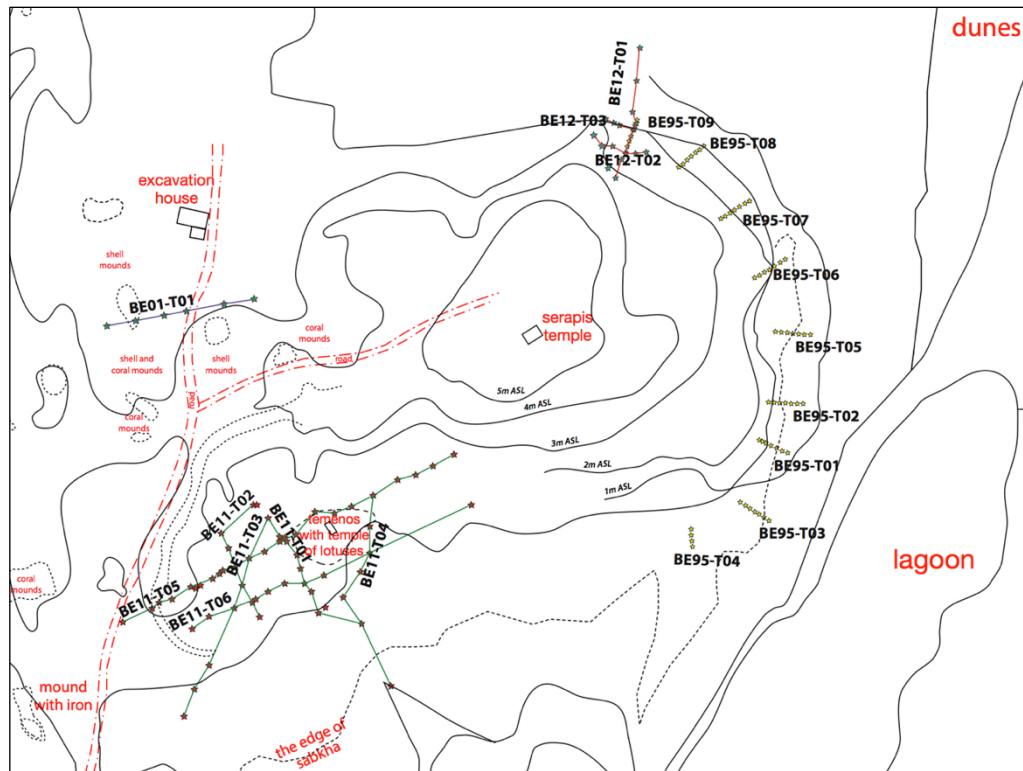 dunes
BE12-T01
BE12-T03
BE95-T09
BE95-T08
BE12-T02
excavation
house
BE95-T07
shell
mounds
BE95-T06
BE01-T01
serapis
temple
coral
mounds
BE95-T05
shell and
coral mounds
shell
mounds
road
5m ASL
road
4m ASL
BE95-T02
coral
mounds
3m ASL
BE95-T01
2m ASL
1m ASL
BE11-T02
BE11-T03
BE11-T01
temenos
with temple
of lotuses
BE11-T04
BE95-T03
BE95-T04
lagoon
coral
mounds
BE11-T05
BE11-T06
mound
with iron
the edge of
sabkha